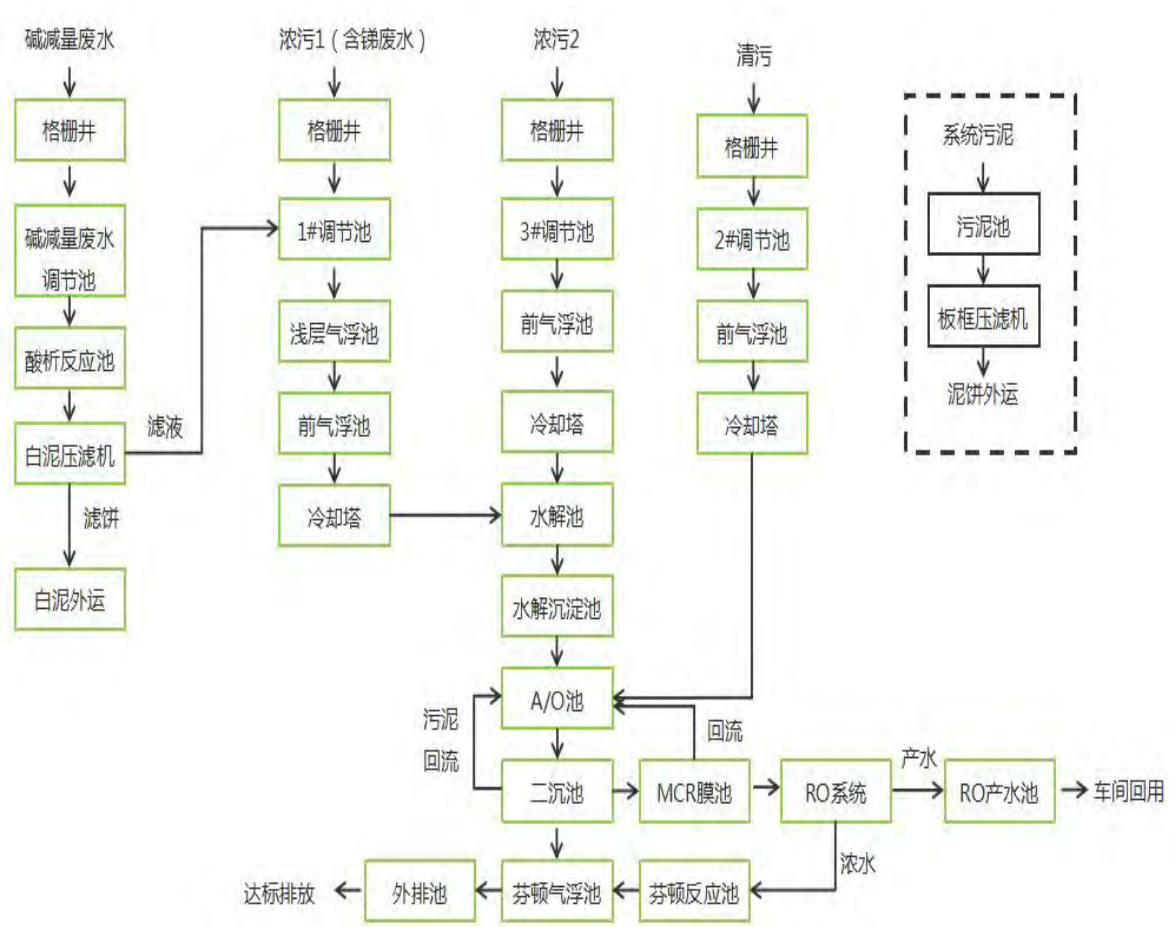 碱减量废水
格栅井
碱减量废水
调节池
酸析反应池
白泥压滤机
滤液
滤饼
白泥外运
浓污1（含锑废水）
格栅井
1#调节池
浅层气浮池
前气浮池
冷却塔
浓污2
格栅井
3#调节池
前气浮池
冷却塔
水解池
水解沉淀池
A/O池
污泥
回流
二沉池
清污
格栅井
2#调节池
前气浮池
冷却塔
回流
MCR膜池
RO系统
产水
RO产水池
车间回用
浓水
芬顿反应池
芬顿气浮池
外排池
达标排放
系统污泥
污泥池
板框压滤机
泥饼外运